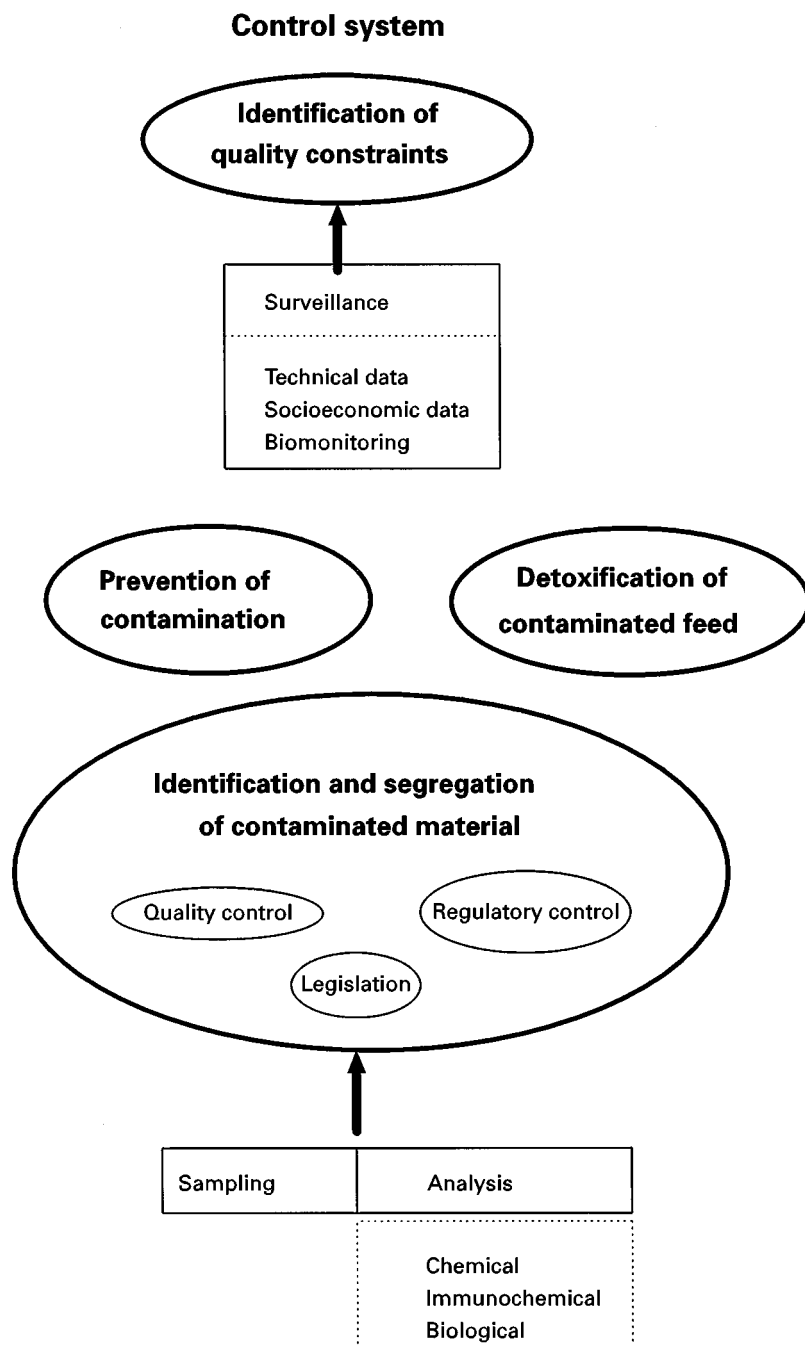 Control system
Identification of
quality constraints
Surveillance
Technical data
Socioeconomic data
Biomonitoring
Prevention of
contamination
Detoxification of
contaminated feed
Identification and segregation
of contaminated material
Quality control
Regulatory control
Legislation
Sampling
Analysis
Chemical
Immunochemical
Biological